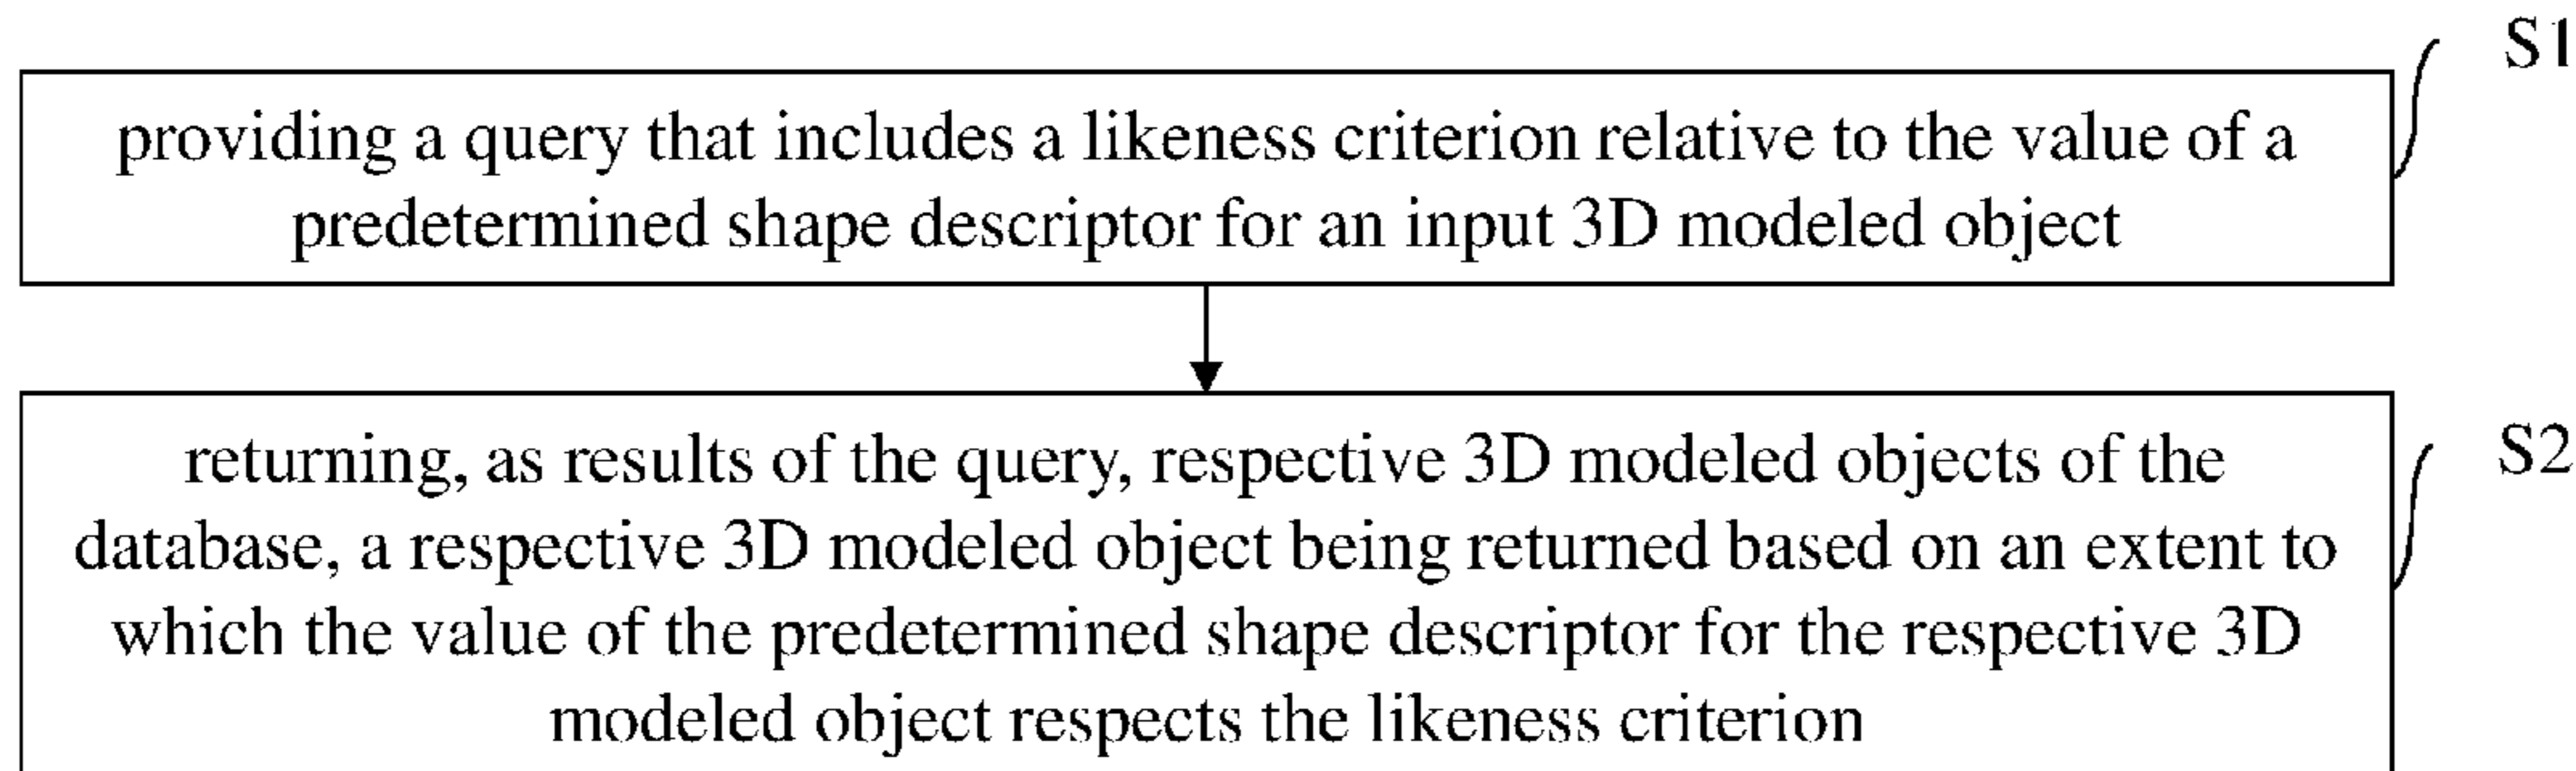 S1
providing a query that includes a likeness criterion relative to the value of a
predetermined shape descriptor for an input 3D modeled object
S2
returning, as results of the query, respective 3D modeled objects of the
database, a respective 3D modeled object being returned based on an extent to
which the value of the predetermined shape descriptor for the respective 3D
modeled object respects the likeness criterion